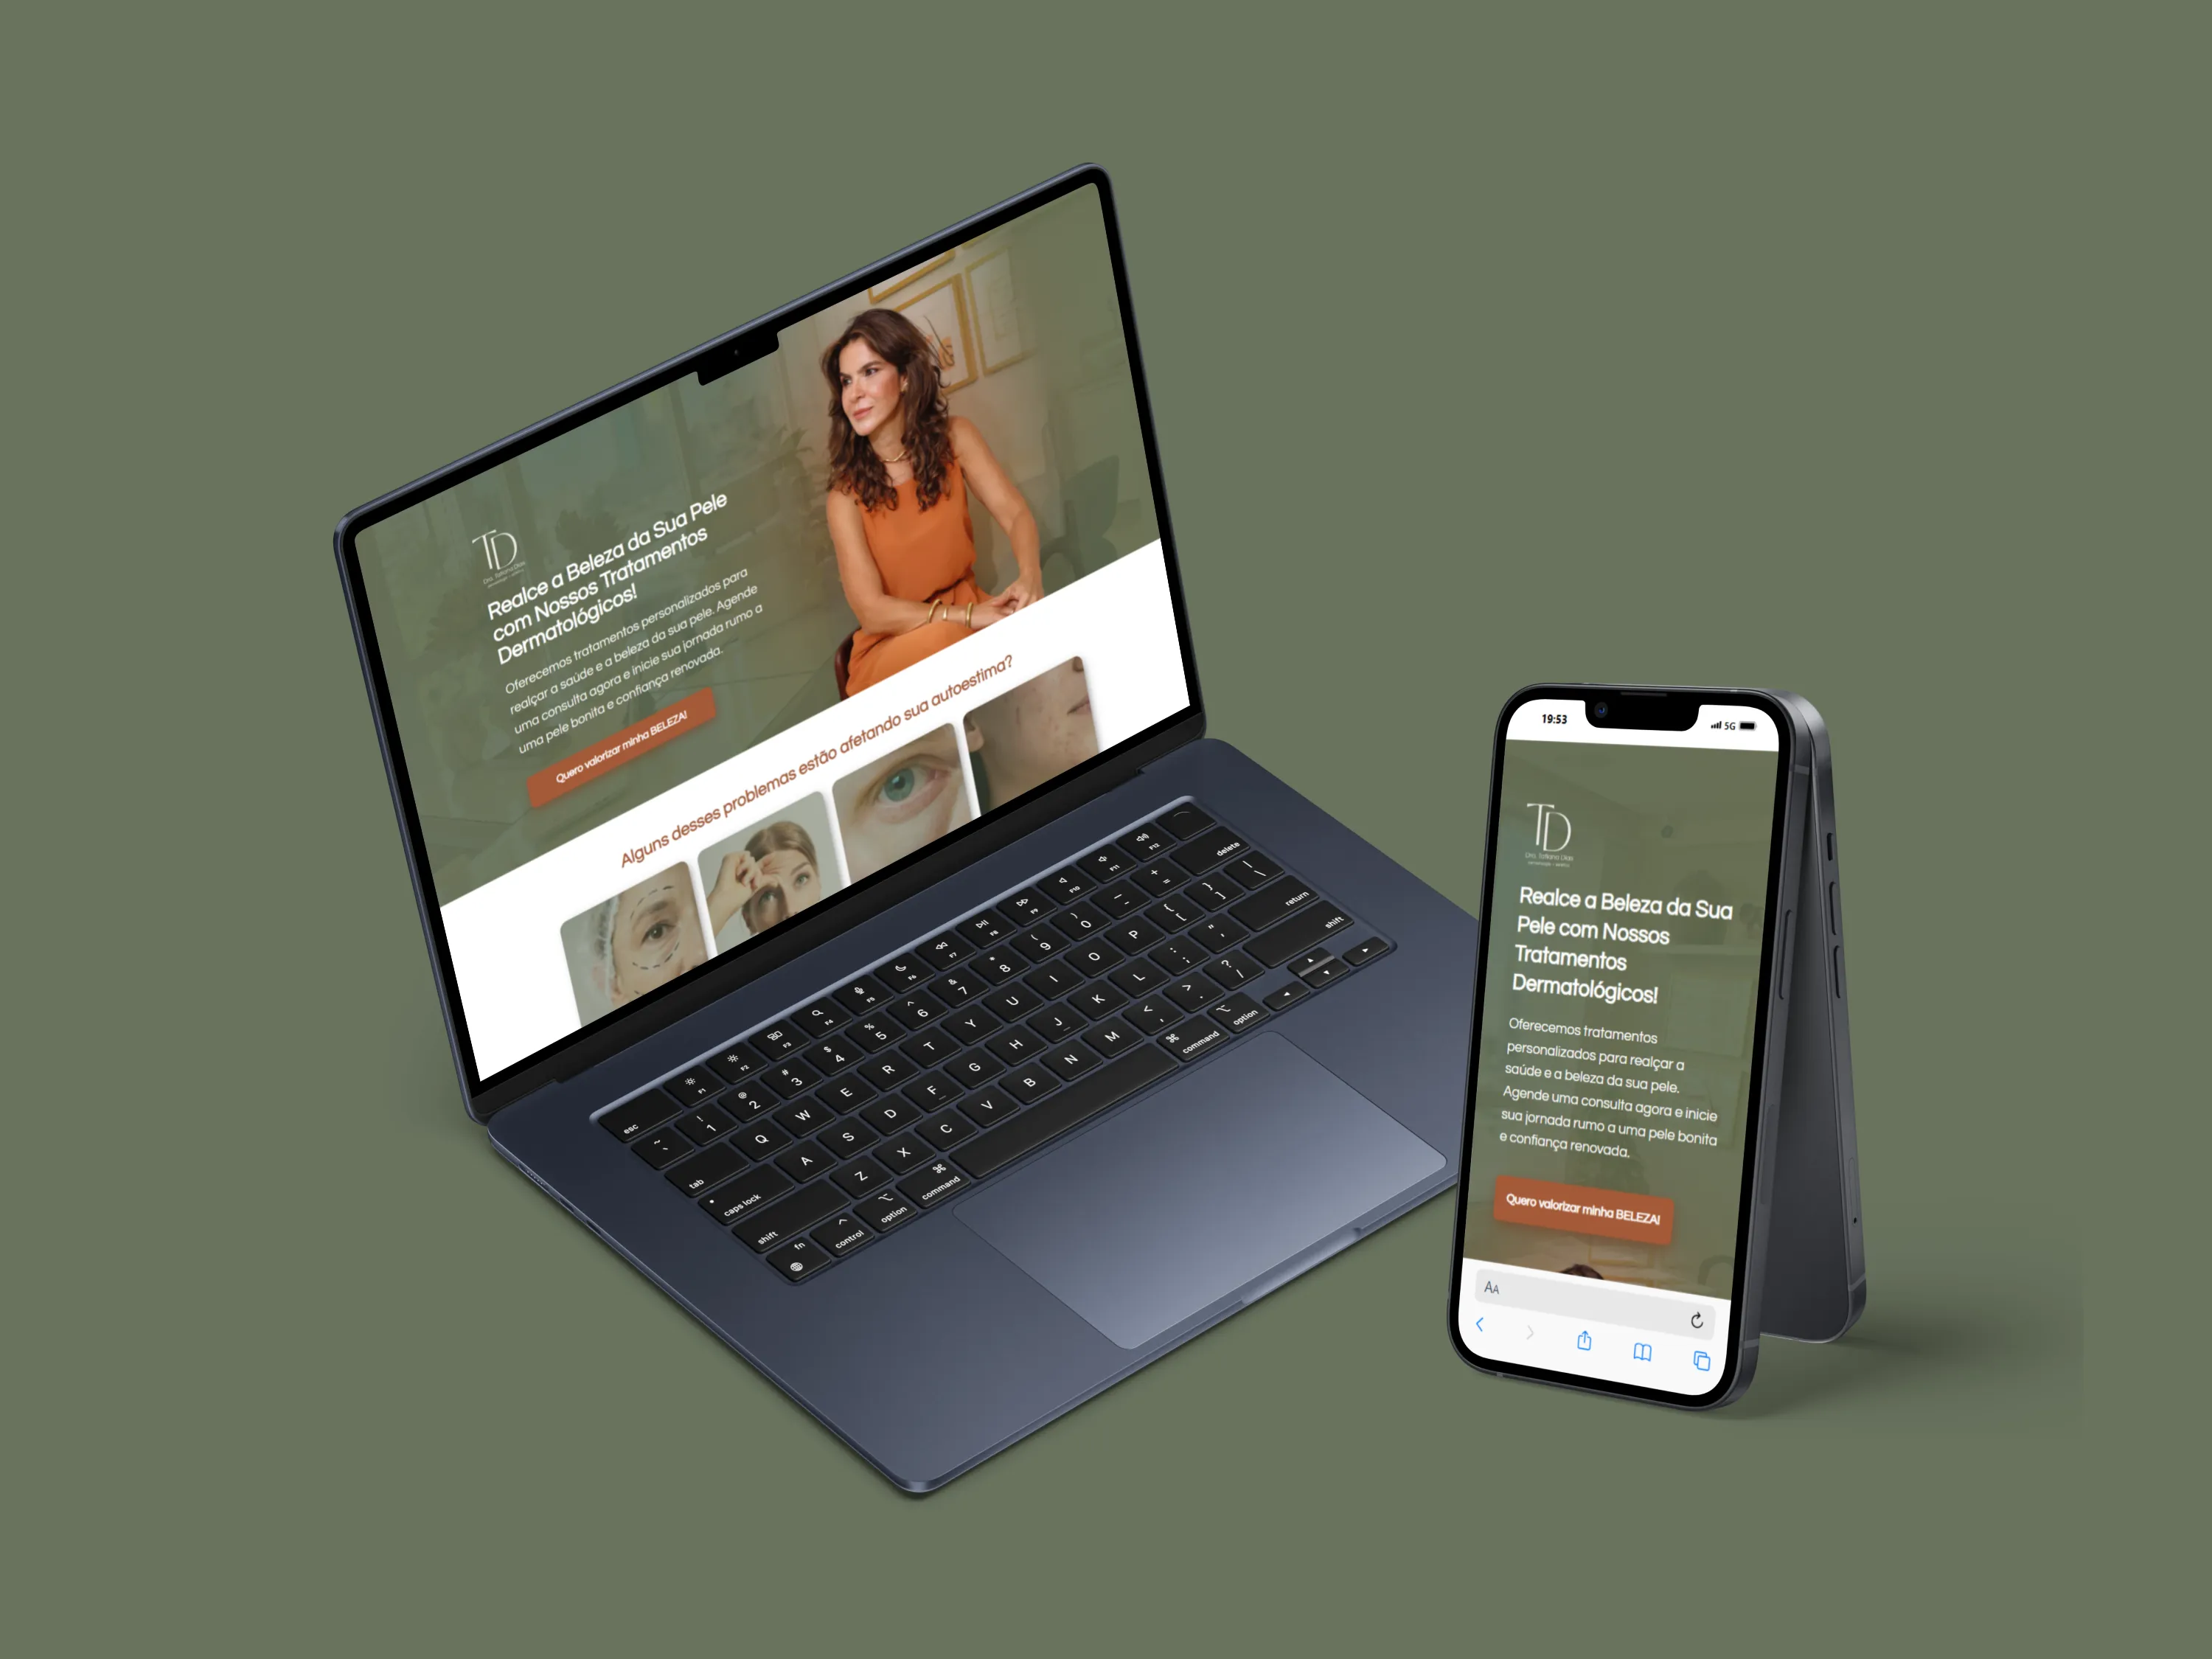 TD
Dra. Tatiana Dias
Realce a Beleza da Sua Pele
com Nossos Tratamentos
Dermatológicos!
Oferecemos tratamentos personalizados para
realçar a saúde e a beleza da sua pele. Agende
uma consulta agora e inicie sua jornada rumo a
uma pele bonita e confiança renovada.
Quero valorizar minha BELEZA!
Alguns desses problemas estão afetando sua autoestima?
esc F1 F2 F3 F4 F5 F6 F7 F8 F9 F10 F11 F12
~ ` ! 1 @ 2 # 3 $ 4 % 5 ^ 6 & 7 * 8 ( 9 ) 0 _ - + = delete
tab Q W E R T Y U I O P { [ } ] | \
caps lock A S D F G H J K L : ; " ' return
shift Z X C V B N M < , > . ? / shift
fn control option command command option
19:53 5G
TD
Dra. Tatiana Dias
Realce a Beleza da Sua
Pele com Nossos
Tratamentos
Dermatológicos!
Oferecemos tratamentos
personalizados para realçar a
saúde e a beleza da sua pele.
Agende uma consulta agora e inicie
sua jornada rumo a uma pele bonita
e confiança renovada.
Quero valorizar minha BELEZA!
AA